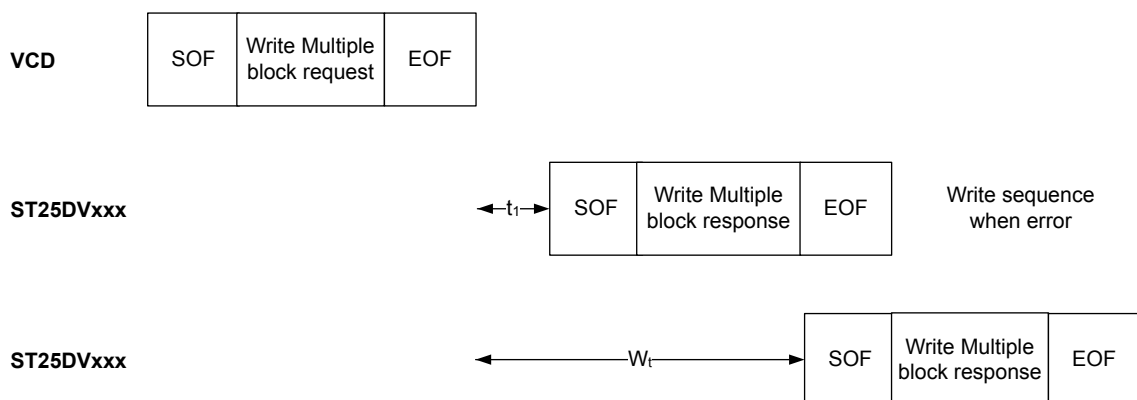 VCD
SOF
Write Multiple
block request
EOF
ST25DVxxx
t1
SOF
Write Multiple
block response
EOF
Write sequence
when error
ST25DVxxx
Wt
SOF
Write Multiple
block response
EOF